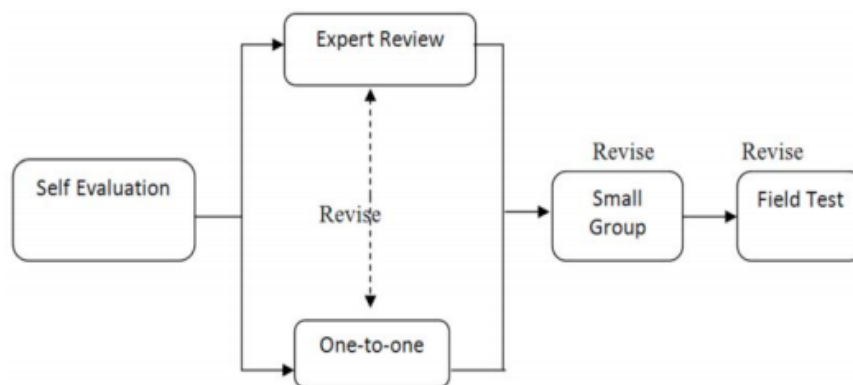 Expert Review
Self Evaluation
Revise
One-to-one
Revise
Small
Group
Revise
Field Test